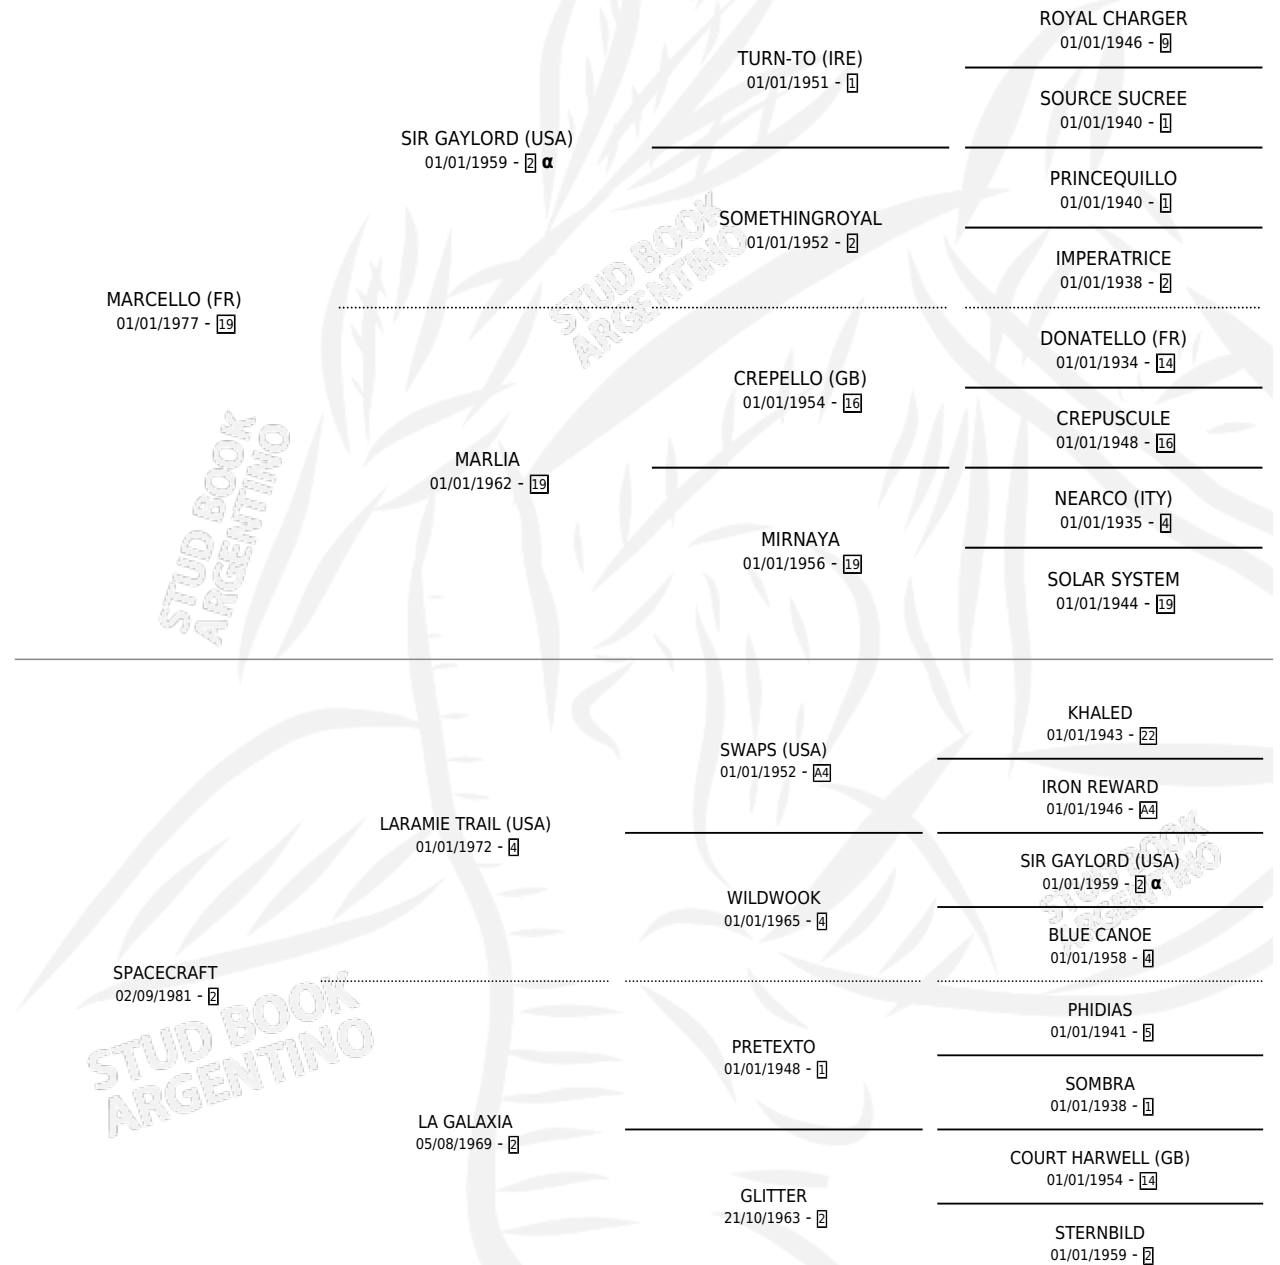 MARCELLO (FR)
01/01/1977 - 19
SIR GAYLORD (USA)
01/01/1959 - 2 α
TURN-TO (IRE)
01/01/1951 - 1
ROYAL CHARGER
01/01/1946 - 9
SOURCE SUCREE
01/01/1940 - 1
SOMETHINGROYAL
01/01/1952 - 2
PRINCEQUILLO
01/01/1940 - 1
IMPERATRICE
01/01/1938 - 2
MARLIA
01/01/1962 - 19
CREPELLO (GB)
01/01/1954 - 16
DONATELLO (FR)
01/01/1934 - 14
CREPUSCULE
01/01/1948 - 16
MIRNAYA
01/01/1956 - 19
NEARCO (ITY)
01/01/1935 - 4
SOLAR SYSTEM
01/01/1944 - 19
SPACECRAFT
02/09/1981 - 2
LARAMIE TRAIL (USA)
01/01/1972 - 4
SWAPS (USA)
01/01/1952 - A4
KHALED
01/01/1943 - 22
IRON REWARD
01/01/1946 - A4
WILDWOOK
01/01/1965 - 4
SIR GAYLORD (USA)
01/01/1959 - 2 α
BLUE CANOE
01/01/1958 - 4
LA GALAXIA
05/08/1969 - 2
PRETEXTO
01/01/1948 - 1
PHIDIAS
01/01/1941 - 5
SOMBRA
01/01/1938 - 1
GLITTER
21/10/1963 - 2
COURT HARWELL (GB)
01/01/1954 - 14
STERNBILD
01/01/1959 - 2
STUD BOOK
ARGENTINO
STUD BOOK
ARGENTINO
STUD BOOK
ARGENTINO
STUD BOOK
ARGENTINO